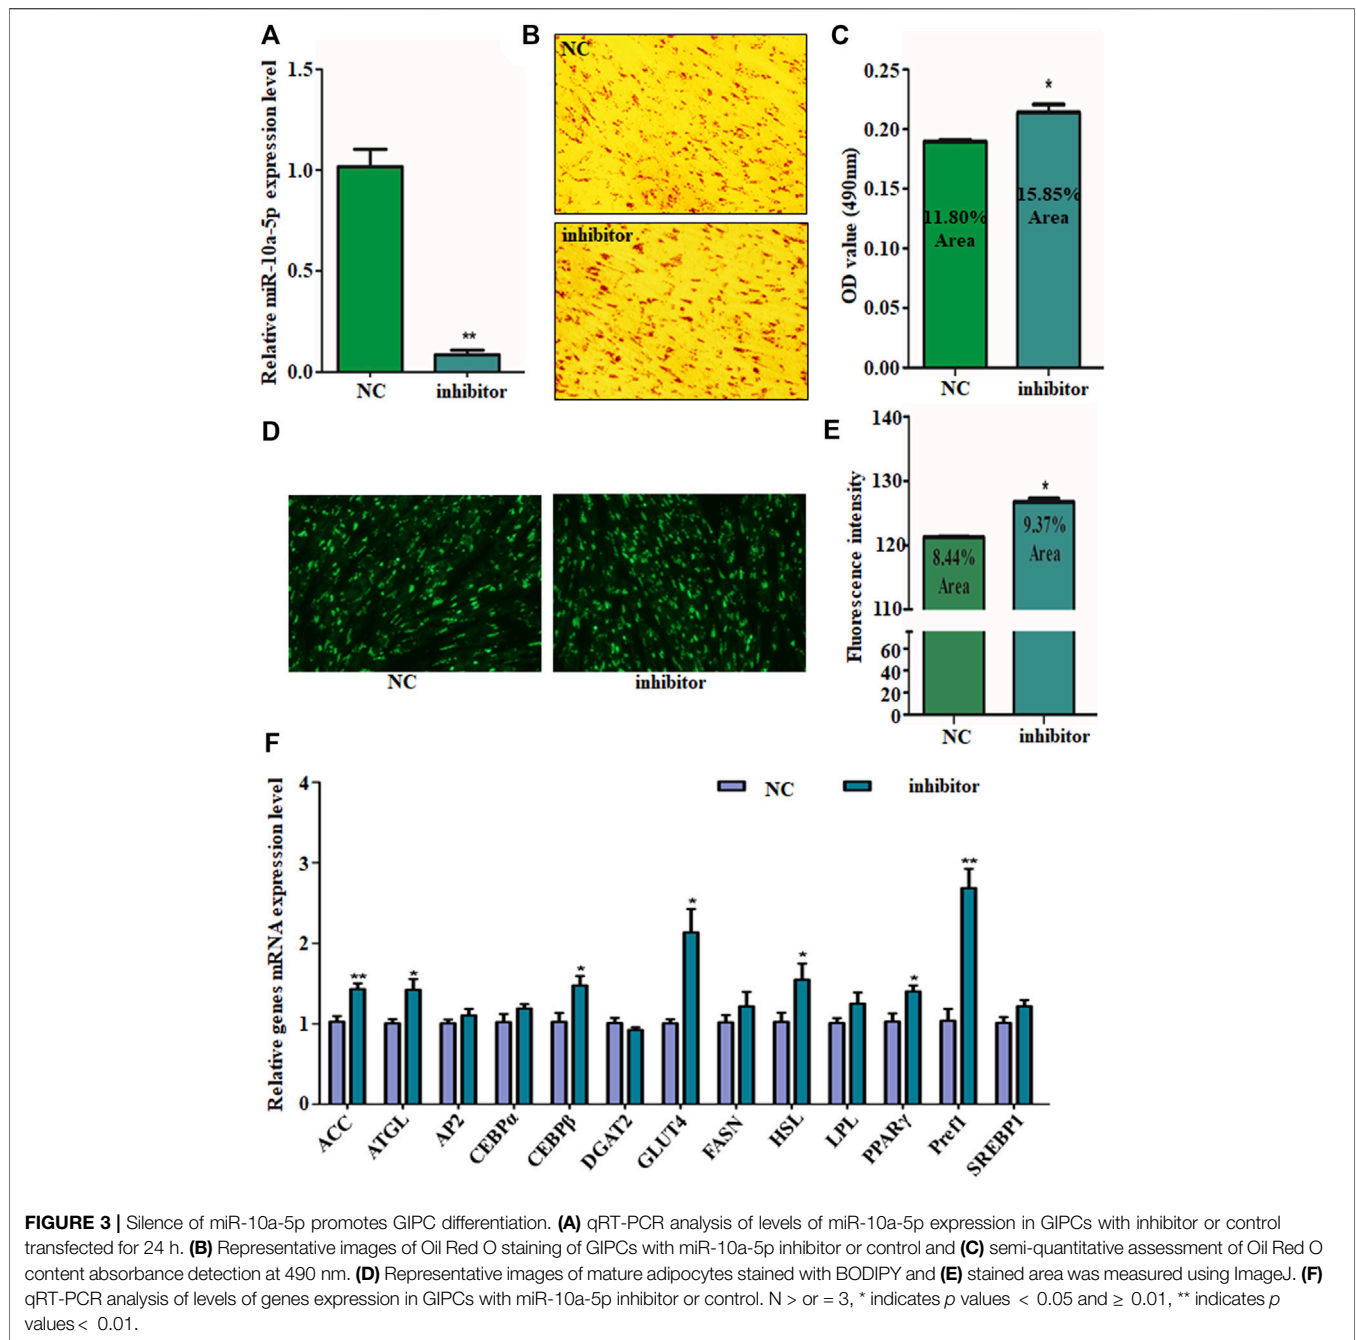 A
Relative miR-10a-5p expression level
1.5
1.0
0.5
0.0
**
NC
inhibitor
B
NC
inhibitor
C
OD value (490nm)
0.25
0.20
0.15
0.10
0.05
0.00
*
11.80%
Area
15.85%
Area
NC
inhibitor
D
NC
inhibitor
E
Fluorescence intensity
140
130
120
110
60
40
20
0
*
8.44%
Area
9.37%
Area
NC
inhibitor
F
Relative genes mRNA expression level
4
3
2
1
0
NC
inhibitor
**
*
*
*
*
*
**
ACC
ATGL
AP2
CEBPα
CEBPβ
DGAT2
GLUT4
FASN
HSL
LPL
PPARγ
Pref1
SREBP1
FIGURE 3 | Silence of miR-10a-5p promotes GIPC differentiation. (A) qRT-PCR analysis of levels of miR-10a-5p expression in GIPCs with inhibitor or control
transfected for 24 h. (B) Representative images of Oil Red O staining of GIPCs with miR-10a-5p inhibitor or control and (C) semi-quantitative assessment of Oil Red O
content absorbance detection at 490 nm. (D) Representative images of mature adipocytes stained with BODIPY and (E) stained area was measured using ImageJ. (F)
qRT-PCR analysis of levels of genes expression in GIPCs with miR-10a-5p inhibitor or control. N > or = 3, * indicates p values < 0.05 and ≥ 0.01, ** indicates p
values < 0.01.